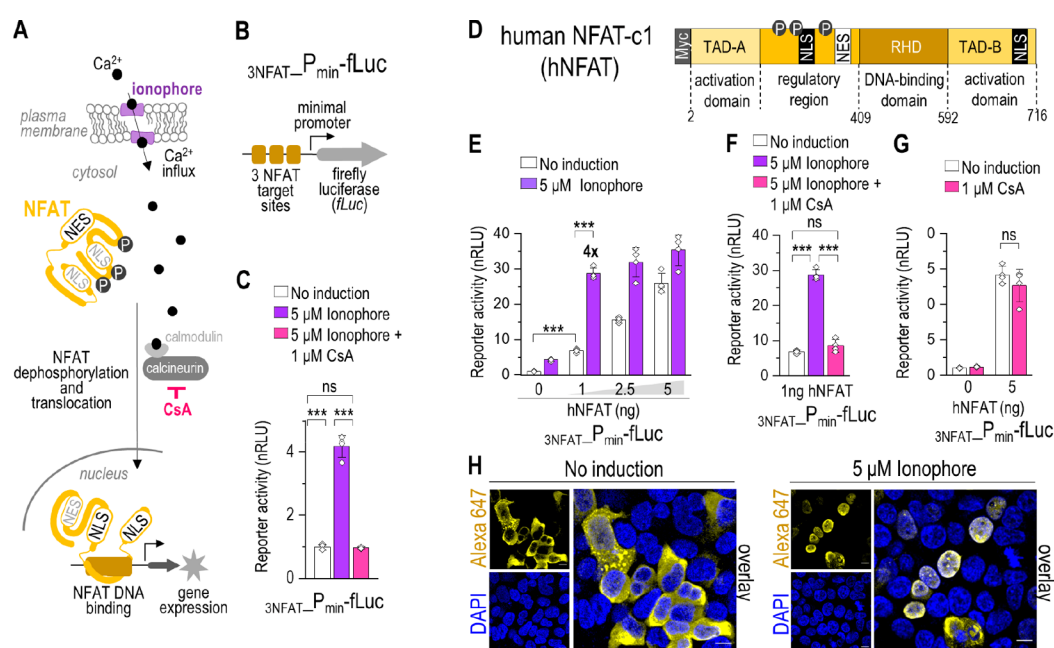 A
Ca2+
ionophore
plasma
membrane
cytosol
Ca2+
influx
NFAT
NES
NLS
NLS
P
P
P
calmodulin
calcineurin
CsA
NFAT
dephosphorylation
and
translocation
nucleus
NES
NLS
NLS
NFAT DNA
binding
gene
expression
B
3NFAT_Pmin-fLuc
minimal
promoter
3 NFAT
target
sites
firefly
luciferase
(fLuc)
C
No induction
5 µM Ionophore
5 µM Ionophore +
1 µM CsA
ns
*** ***
Reporter activity (nRLU)
4
2
0
3NFAT_Pmin-fLuc
D
human NFAT-c1
(hNFAT)
P P P
Myc TAD-A NLS NES RHD TAD-B NLS
activation
domain
regulatory
region
DNA-binding
domain
activation
domain
2 409 592 716
E
No induction
5 µM Ionophore
***
4x
***
Reporter activity (nRLU)
40
30
20
10
0
0 1 2.5 5
hNFAT (ng)
3NFAT_Pmin-fLuc
F
No induction
5 µM Ionophore
5 µM Ionophore +
1 µM CsA
ns
*** ***
Reporter activity (nRLU)
40
30
20
10
0
1ng hNFAT
3NFAT_Pmin-fLuc
G
No induction
1 µM CsA
ns
Reporter activity (nRLU)
0
5
0
5
0
0 5
hNFAT (ng)
3NFAT_Pmin-fLuc
H
No induction
Alexa 647
DAPI
overlay
5 µM Ionophore
Alexa 647
DAPI
overlay